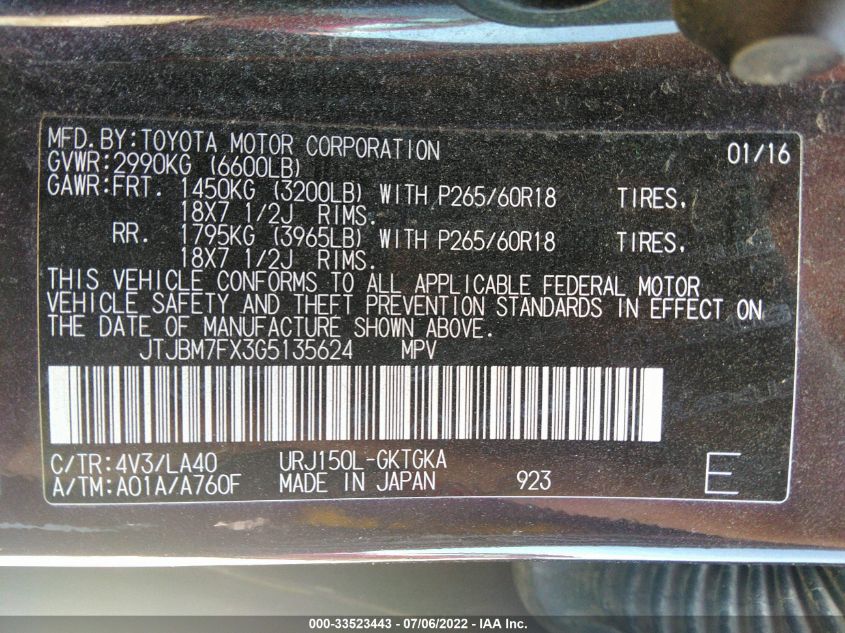 MFD.BY:TOYOTA MOTOR CORPORATION 01/16
GVWR:2990KG (6600LB)
GAWR:FRT. 1450KG (3200LB) WITH P265/60R18 TIRES,
18X7 1/2J RIMS.
RR. 1795KG (3965LB) WITH P265/60R18 TIRES,
18X7 1/2J RIMS.
THIS VEHICLE CONFORMS TO ALL APPLICABLE FEDERAL MOTOR
VEHICLE SAFETY AND THEFT PREVENTION STANDARDS IN EFFECT ON
THE DATE OF MANUFACTURE SHOWN ABOVE.
JTJBM7FX3G5135624 MPV
C/TR:4V3/LA40 URJ150L-GKTGKA
A/TM:A01A/A760F MADE IN JAPAN 923 E
000-33523443 - 07/06/2022 - IAA Inc.